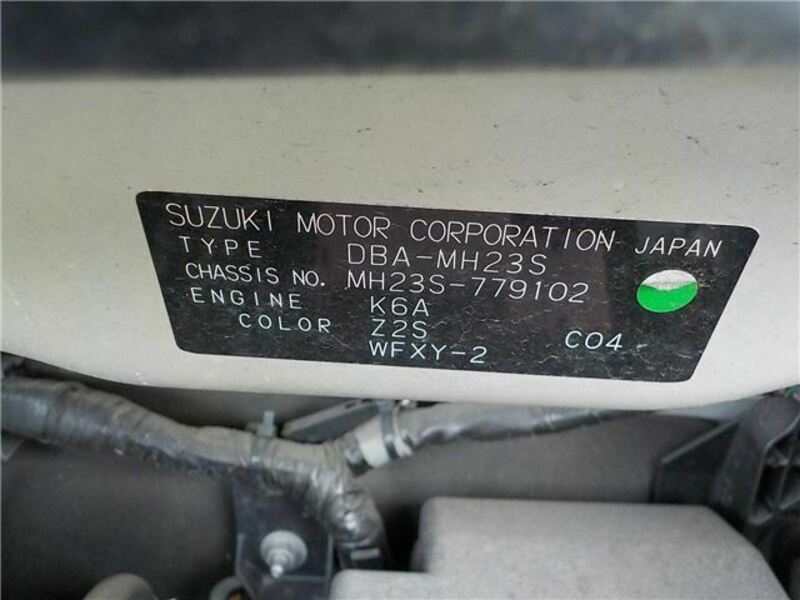 SUZUKI MOTOR CORPORATION JAPAN
TYPE DBA-MH23S
CHASSIS NO. MH23S-779102
ENGINE K6A
COLOR Z2S C04
WFXY-2